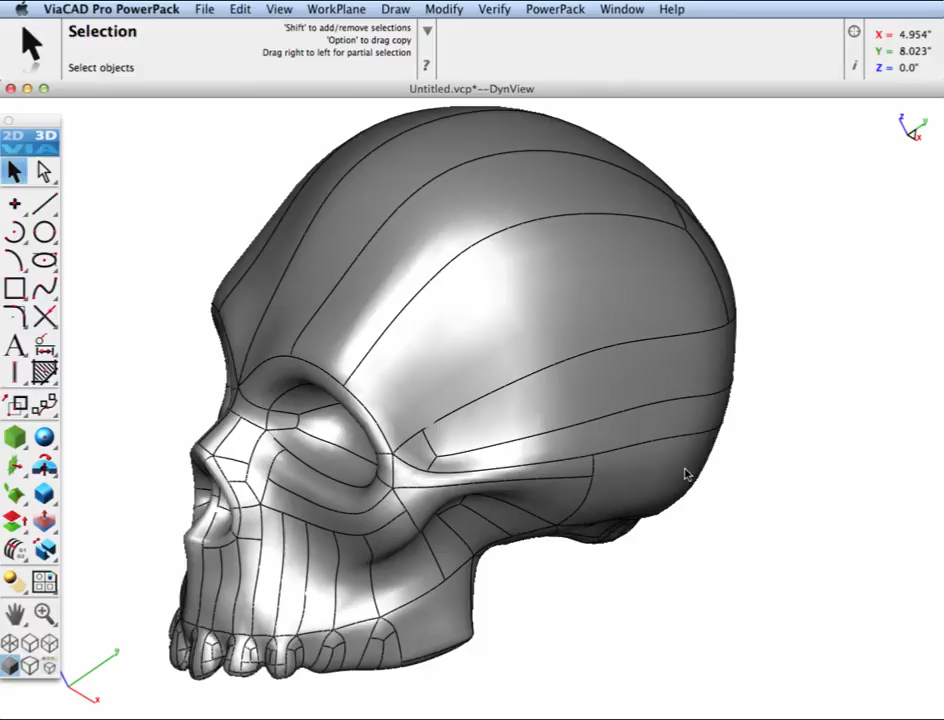 ViaCAD Pro PowerPack File Edit View WorkPlane Draw Modify Verify PowerPack Window Help
Selection
'Shift' to add/remove selections
'Option' to drag copy
Drag right to left for partial selection
Select objects
?
i
X = 4.954"
Y = 8.023"
Z = 0.0"
Untitled.vcp*--DynView
2D 3D
VIA
A
z
y
x
y
x